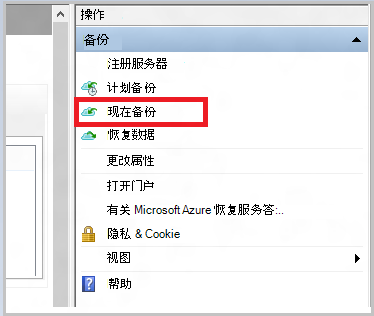 操作
备份
注册服务器
计划备份
现在备份
恢复数据
更改属性
打开门户
有关 Microsoft Azure 恢复服务答:..
隐私 & Cookie
视图
帮助